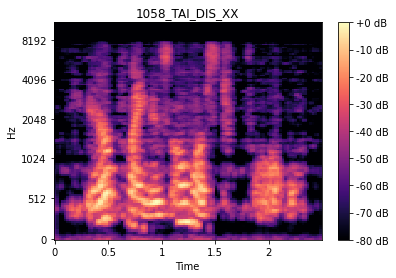 1058_TAI_DIS_XX
+0 dB
8192
-10 dB
4096
-20 dB
-30 dB
2048
Hz
-40 dB
1024
-50 dB
512
-60 dB
-70 dB
0
-80 dB
0
0.5
1
1.5
2
Time